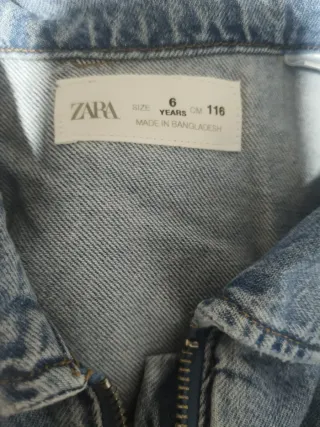 ZARA SIZE 6 YEARS CM 116
MADE IN BANGLADESH